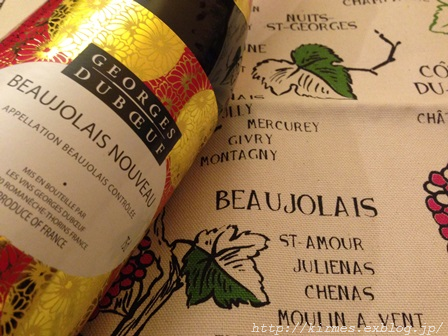 GEORGES
DUBŒUF
BEAUJOLAIS NOUVEAU
APPELLATION BEAUJOLAIS CONTRÔLÉE
MIS EN BOUTEILLE PAR
LES VINS GEORGES DUBŒUF
ROMANÈCHE-THORINS FRANCE
PRODUCE OF FRANCE
NUITS-
ST-GEORGES
MERCUREY
GIVRY
MONTAGNY
BEAUJOLAIS
ST-AMOUR
JULIENAS
CHENAS
MOULIN A VENT
http://kirmes.exblog.jp/